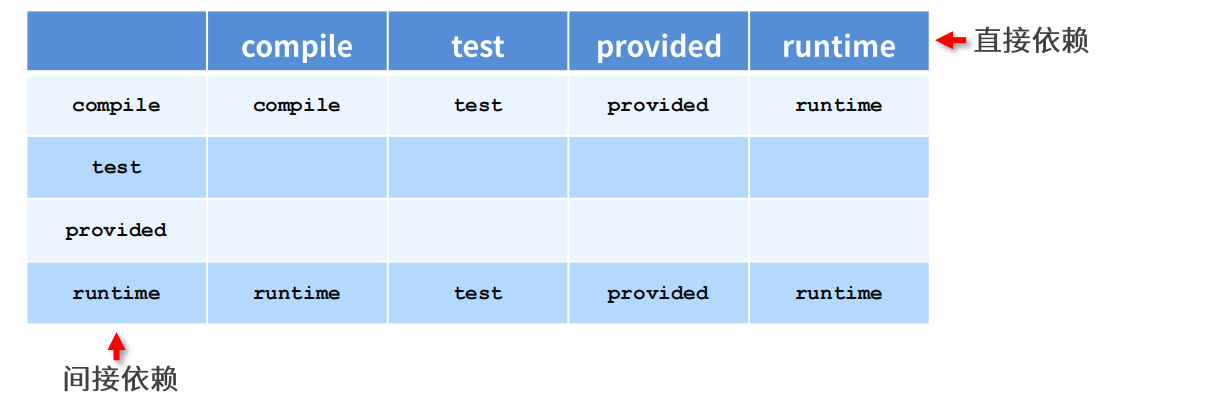 compile test provided runtime 直接依赖
compile compile test provided runtime
test
provided
runtime runtime test provided runtime
间接依赖